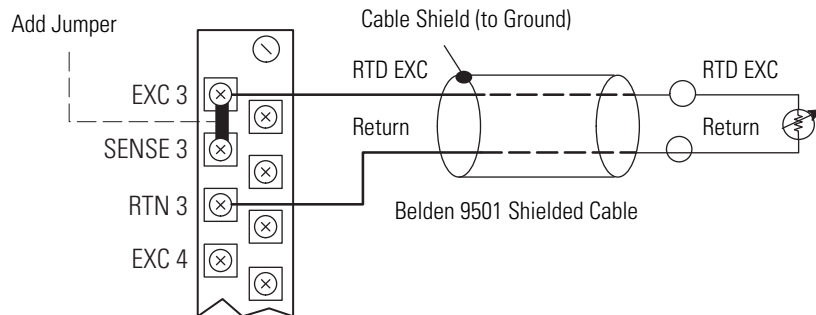 Cable Shield (to Ground)
Add Jumper
RTD EXC
RTD EXC
EXC 3
Return
Return
SENSE 3
RTN 3
Belden 9501 Shielded Cable
EXC 4